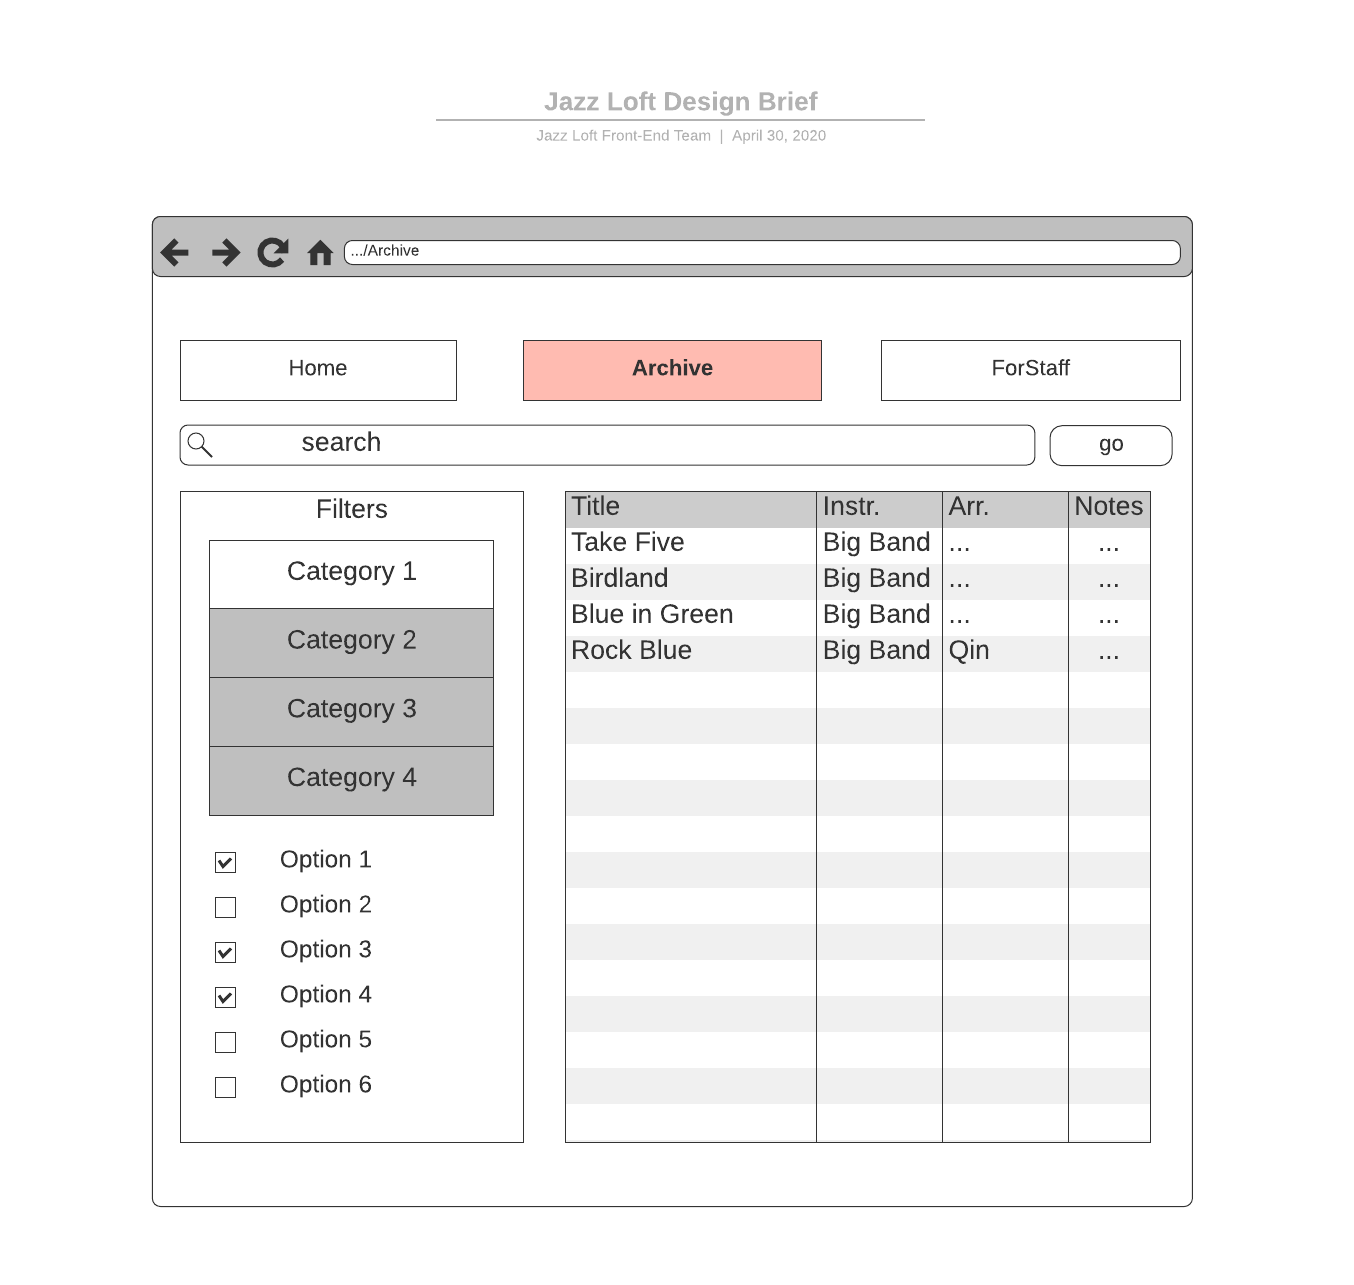 Jazz Loft Design Brief
Jazz Loft Front-End Team | April 30, 2020
.../Archive
Home
Archive
ForStaff
search
go
Filters
Category 1
Category 2
Category 3
Category 4
Option 1
Option 2
Option 3
Option 4
Option 5
Option 6
Title Instr. Arr. Notes
Take Five Big Band ... ...
Birdland Big Band ... ...
Blue in Green Big Band ... ...
Rock Blue Big Band Qin ...